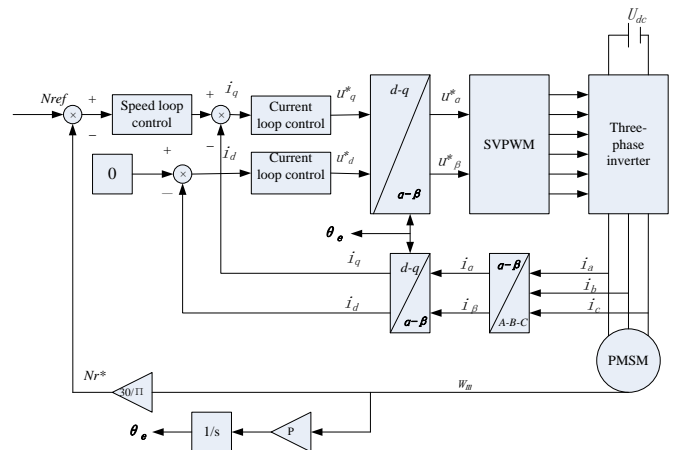 U_dc
Nref
+
−
×
Speed loop
control
+
−
×
i_q
Current
loop control
u*_q
d-q
α−β
u*_α
u*_β
SVPWM
Three-
phase
inverter
0
+
−
×
i_d
Current
loop control
u*_d
θ_e
i_q
i_d
d-q
α−β
i_α
i_β
α−β
A-B-C
i_a
i_b
i_c
PMSM
Nr*
30/Π
W_m
θ_e
1/s
P